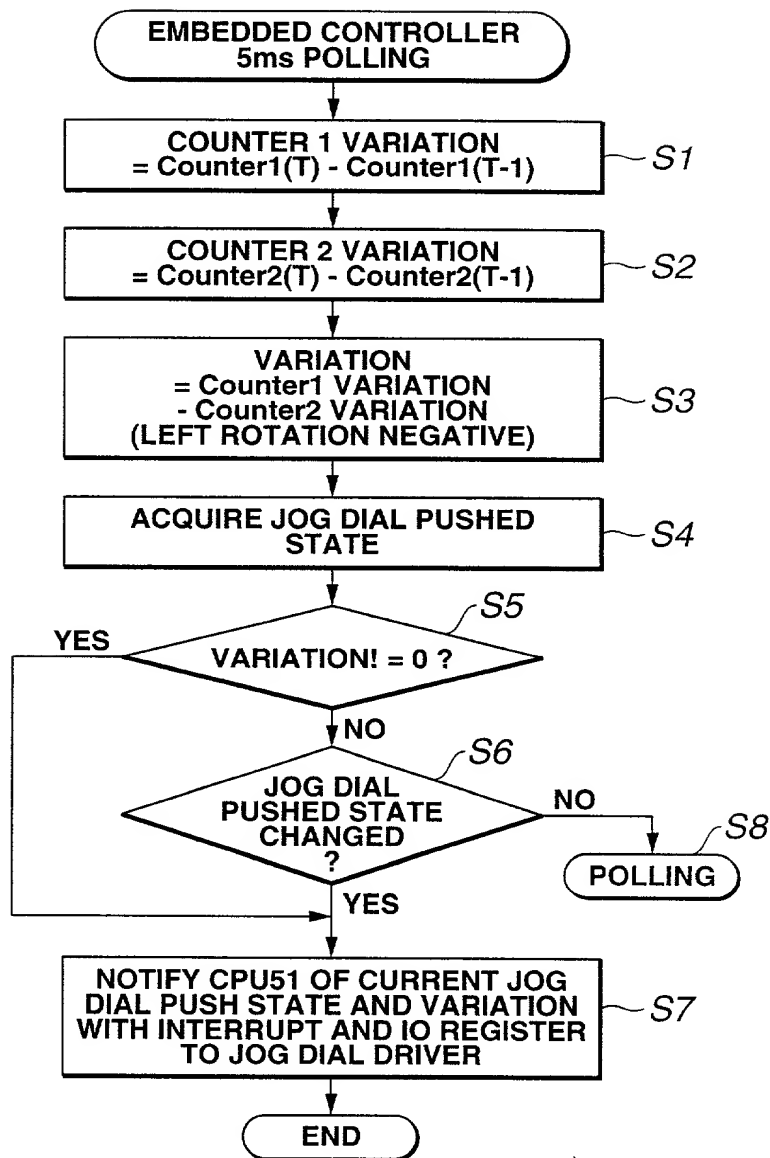 EMBEDDED CONTROLLER
5ms POLLING
COUNTER 1 VARIATION
= Counter1(T) - Counter1(T-1)
S1
COUNTER 2 VARIATION
= Counter2(T) - Counter2(T-1)
S2
VARIATION
= Counter1 VARIATION
- Counter2 VARIATION
(LEFT ROTATION NEGATIVE)
S3
ACQUIRE JOG DIAL PUSHED
STATE
S4
S5
YES
VARIATION! = 0 ?
NO
S6
JOG DIAL
PUSHED STATE
CHANGED
?
NO
S8
POLLING
YES
NOTIFY CPU51 OF CURRENT JOG
DIAL PUSH STATE AND VARIATION
WITH INTERRUPT AND IO REGISTER
TO JOG DIAL DRIVER
S7
END